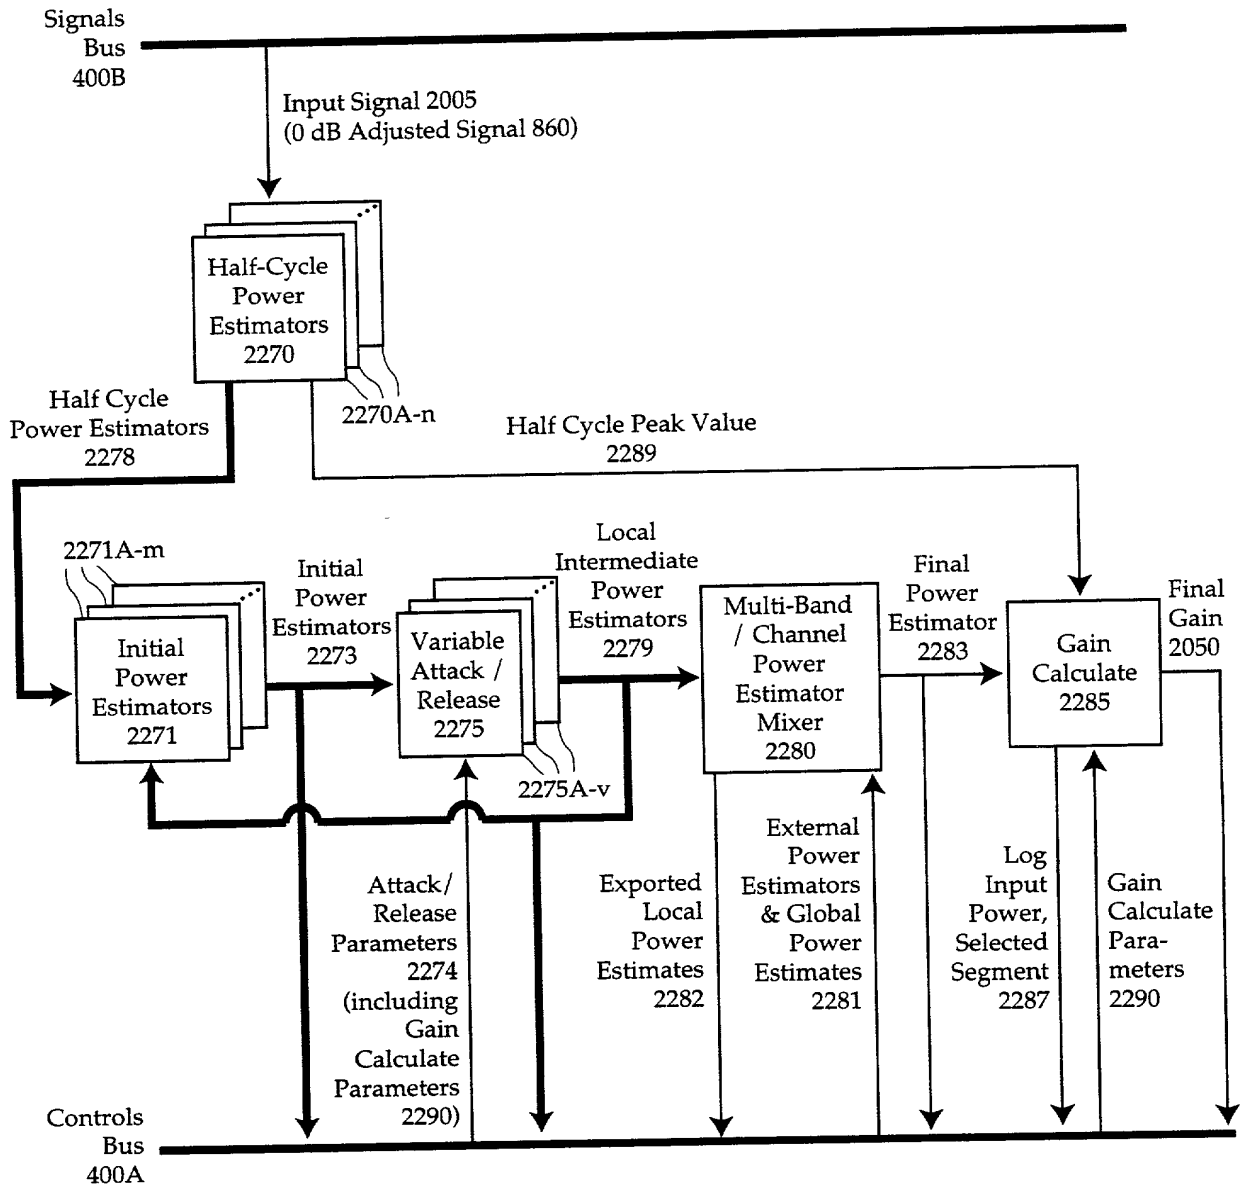 Signals
Bus
400B
Input Signal 2005
(0 dB Adjusted Signal 860)
Half-Cycle
Power
Estimators
2270
2270A-n
Half Cycle
Power Estimators
2278
Half Cycle Peak Value
2289
2271A-m
Initial
Power
Estimators
2271
Initial
Power
Estimators
2273
Variable
Attack /
Release
2275
2275A-v
Local
Intermediate
Power
Estimators
2279
Multi-Band
/ Channel
Power
Estimator
Mixer
2280
Final
Power
Estimator
2283
Gain
Calculate
2285
Final
Gain
2050
Attack/
Release
Parameters
2274
(including
Gain
Calculate
Parameters
2290)
Exported
Local
Power
Estimates
2282
External
Power
Estimators
& Global
Power
Estimates
2281
Log
Input
Power,
Selected
Segment
2287
Gain
Calculate
Para-
meters
2290
Controls
Bus
400A